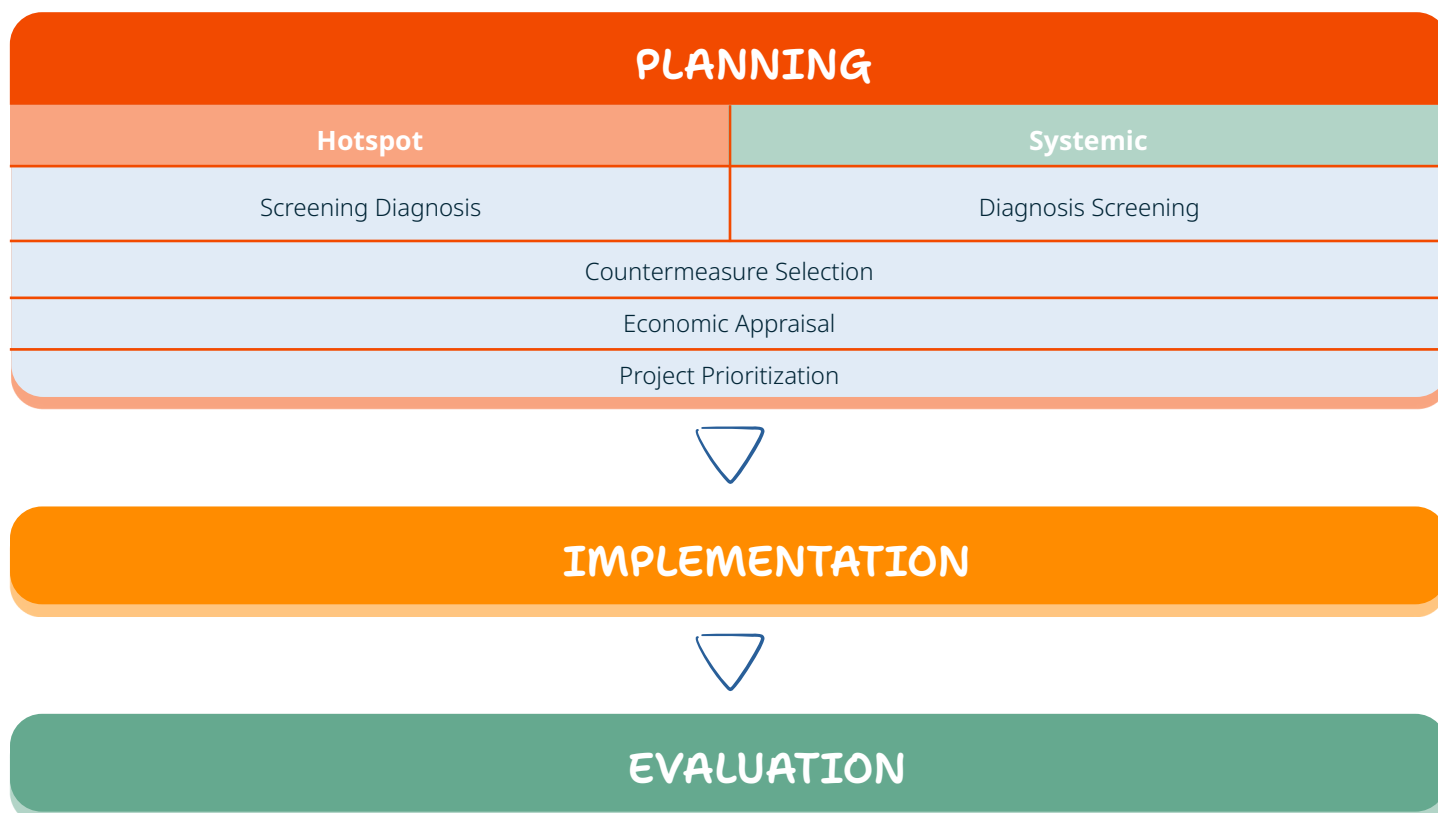 PLANNING
Hotspot
Systemic
Screening Diagnosis
Diagnosis Screening
Countermeasure Selection
Economic Appraisal
Project Prioritization
IMPLEMENTATION
EVALUATION